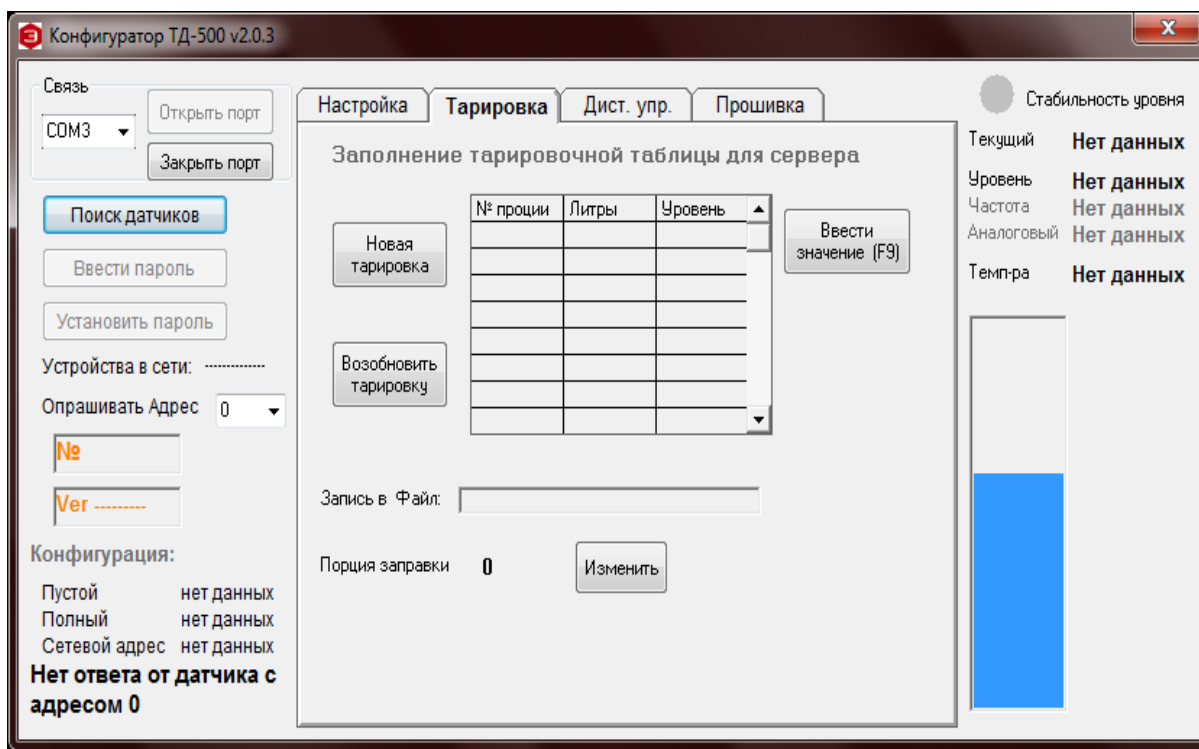 Конфигуратор ТД-500 v2.0.3
X
Связь
COM3
Открыть порт
Закрыть порт
Поиск датчиков
Ввести пароль
Установить пароль
Устройства в сети: -------------
Опрашивать Адрес 0
№
Ver ---------
Конфигурация:
Пустой нет данных
Полный нет данных
Сетевой адрес нет данных
Нет ответа от датчика с
адресом 0
Настройка Тарировка Дист. упр. Прошивка
Заполнение тарировочной таблицы для сервера
Новая
тарировка
Возобновить
тарировку
№ проции Литры Уровень
Ввести
значение (F9)
Запись в Файл:
Порция заправки 0 Изменить
Стабильность уровня
Текущий Нет данных
Уровень Нет данных
Частота Нет данных
Аналоговый Нет данных
Темп-ра Нет данных